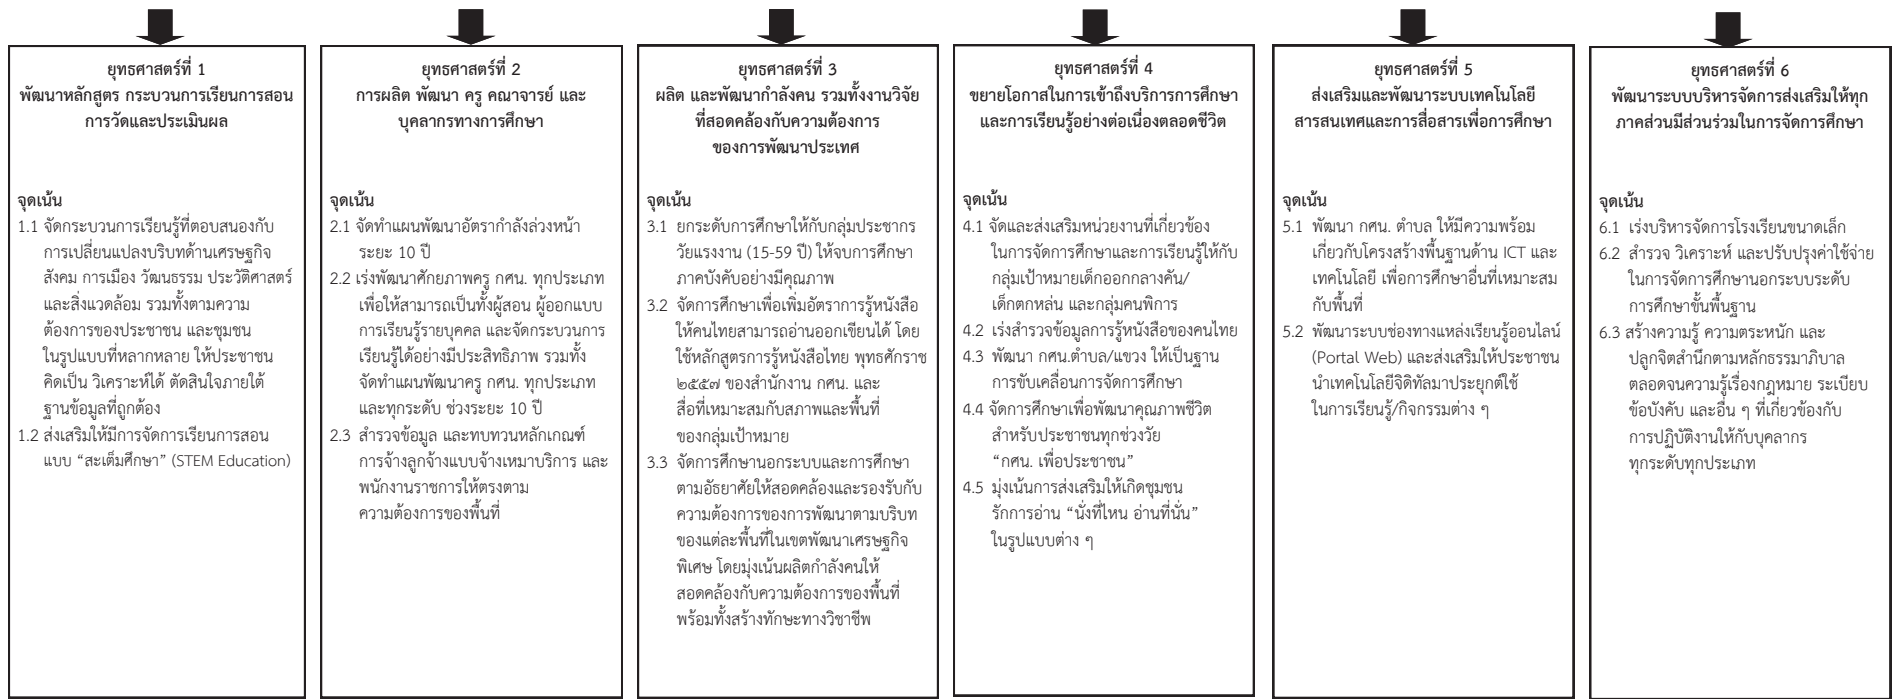 ยุทธศาสตร์ที่ 1
พัฒนาหลักสูตร กระบวนการเรียนการสอน
การวัดและประเมินผล
จุดเน้น
1.1 จัดกระบวนการเรียนรู้ที่ตอบสนองกับ
การเปลี่ยนแปลงบริบทด้านเศรษฐกิจ
สังคม การเมือง วัฒนธรรม ประวัติศาสตร์
และสิ่งแวดล้อม รวมทั้งตามความ
ต้องการของประชาชน และชุมชน
ในรูปแบบที่หลากหลาย ให้ประชาชน
คิดเป็น วิเคราะห์ได้ ตัดสินใจภายใต้
ฐานข้อมูลที่ถูกต้อง
1.2 ส่งเสริมให้มีการจัดการเรียนการสอน
แบบ “สะเต็มศึกษา” (STEM Education)
ยุทธศาสตร์ที่ 2
การผลิต พัฒนา ครู คณาจารย์ และ
บุคลากรทางการศึกษา
จุดเน้น
2.1 จัดทำแผนพัฒนาอัตรากำลังล่วงหน้า
ระยะ 10 ปี
2.2 เร่งพัฒนาศักยภาพครู กศน. ทุกประเภท
เพื่อให้สามารถเป็นทั้งผู้สอน ผู้ออกแบบ
การเรียนรู้รายบุคคล และจัดกระบวนการ
เรียนรู้ได้อย่างมีประสิทธิภาพ รวมทั้ง
จัดทำแผนพัฒนาครู กศน. ทุกประเภท
และทุกระดับ ช่วงระยะ 10 ปี
2.3 สำรวจข้อมูล และทบทวนหลักเกณฑ์
การจ้างลูกจ้างแบบจ้างเหมาบริการ และ
พนักงานราชการให้ตรงตาม
ความต้องการของพื้นที่
ยุทธศาสตร์ที่ 3
ผลิต และพัฒนากำลังคน รวมทั้งงานวิจัย
ที่สอดคล้องกับความต้องการ
ของการพัฒนาประเทศ
จุดเน้น
3.1 ยกระดับการศึกษาให้กับกลุ่มประชากร
วัยแรงงาน (15-59 ปี) ให้จบการศึกษา
ภาคบังคับอย่างมีคุณภาพ
3.2 จัดการศึกษาเพื่อเพิ่มอัตราการรู้หนังสือ
ให้คนไทยสามารถอ่านออกเขียนได้ โดย
ใช้หลักสูตรการรู้หนังสือไทย พุทธศักราช
๒๕๕๗ ของสำนักงาน กศน. และ
สื่อที่เหมาะสมกับสภาพและพื้นที่
ของกลุ่มเป้าหมาย
3.3 จัดการศึกษานอกระบบและการศึกษา
ตามอัธยาศัยให้สอดคล้องและรองรับกับ
ความต้องการของการพัฒนาตามบริบท
ของแต่ละพื้นที่ในเขตพัฒนาเศรษฐกิจ
พิเศษ โดยมุ่งเน้นผลิตกำลังคนให้
สอดคล้องกับความต้องการของพื้นที่
พร้อมทั้งสร้างทักษะทางวิชาชีพ
ยุทธศาสตร์ที่ 4
ขยายโอกาสในการเข้าถึงบริการการศึกษา
และการเรียนรู้อย่างต่อเนื่องตลอดชีวิต
จุดเน้น
4.1 จัดและส่งเสริมหน่วยงานที่เกี่ยวข้อง
ในการจัดการศึกษาและการเรียนรู้ให้กับ
กลุ่มเป้าหมายเด็กออกกลางคัน/
เด็กตกหล่น และกลุ่มคนพิการ
4.2 เร่งสำรวจข้อมูลการรู้หนังสือของคนไทย
4.3 พัฒนา กศน.ตำบล/แขวง ให้เป็นฐาน
การขับเคลื่อนการจัดการศึกษา
4.4 จัดการศึกษาเพื่อพัฒนาคุณภาพชีวิต
สำหรับประชาชนทุกช่วงวัย
“กศน. เพื่อประชาชน”
4.5 มุ่งเน้นการส่งเสริมให้เกิดชุมชน
รักการอ่าน “นั่งที่ไหน อ่านที่นั่น”
ในรูปแบบต่าง ๆ
ยุทธศาสตร์ที่ 5
ส่งเสริมและพัฒนาระบบเทคโนโลยี
สารสนเทศและการสื่อสารเพื่อการศึกษา
จุดเน้น
5.1 พัฒนา กศน. ตำบล ให้มีความพร้อม
เกี่ยวกับโครงสร้างพื้นฐานด้าน ICT และ
เทคโนโลยี เพื่อการศึกษาอื่นที่เหมาะสม
กับพื้นที่
5.2 พัฒนาระบบช่องทางแหล่งเรียนรู้ออนไลน์
(Portal Web) และส่งเสริมให้ประชาชน
นำเทคโนโลยีจิดิทัลมาประยุกต์ใช้
ในการเรียนรู้/กิจกรรมต่าง ๆ
ยุทธศาสตร์ที่ 6
พัฒนาระบบบริหารจัดการส่งเสริมให้ทุก
ภาคส่วนมีส่วนร่วมในการจัดการศึกษา
จุดเน้น
6.1 เร่งบริหารจัดการโรงเรียนขนาดเล็ก
6.2 สำรวจ วิเคราะห์ และปรับปรุงค่าใช้จ่าย
ในการจัดการศึกษานอกระบบระดับ
การศึกษาขั้นพื้นฐาน
6.3 สร้างความรู้ ความตระหนัก และ
ปลูกจิตสำนึกตามหลักธรรมาภิบาล
ตลอดจนความรู้เรื่องกฎหมาย ระเบียบ
ข้อบังคับ และอื่น ๆ ที่เกี่ยวข้องกับ
การปฏิบัติงานให้กับบุคลากร
ทุกระดับทุกประเภท